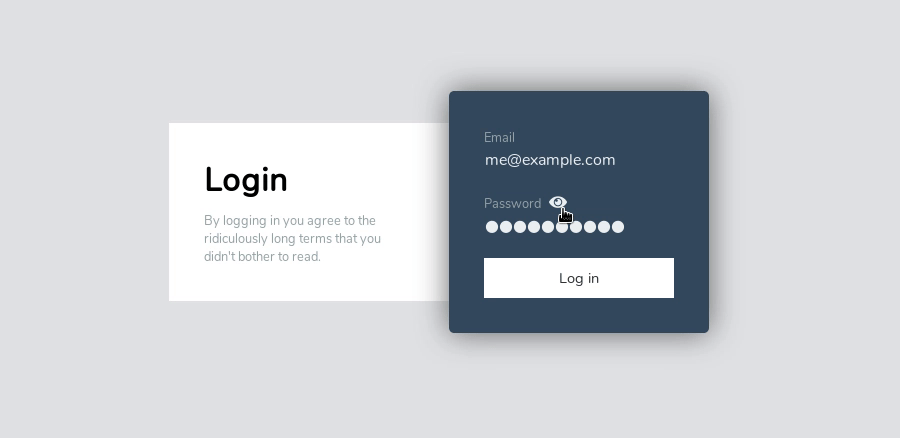 Login
By logging in you agree to the
ridiculously long terms that you
didn't bother to read.
Email
me@example.com
Password
Log in